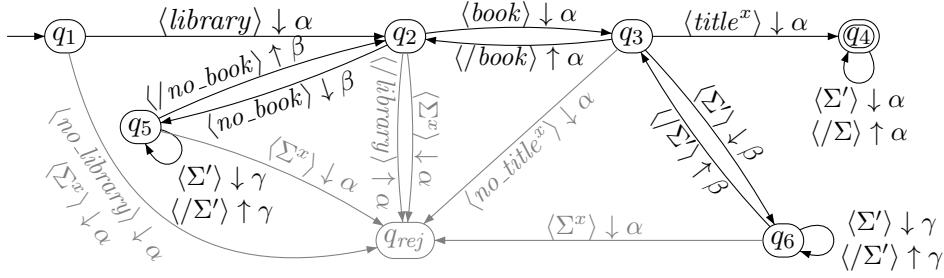 q1
⟨library⟩ ↓ α
q2
⟨book⟩ ↓ α
⟨/book⟩ ↑ α
q3
⟨title^x⟩ ↓ α
q4
⟨Σ'⟩ ↓ α
⟨/Σ⟩ ↑ α
⟨/no_book⟩ ↑ β
⟨no_book⟩ ↓ β
q5
⟨Σ'⟩ ↓ γ
⟨/Σ'⟩ ↑ γ
⟨no_library⟩ ↓ α
⟨Σ^x⟩ ↓ α
⟨Σ^x⟩ ↓ α
⟨/library⟩ ↑ α
⟨Σ^x⟩ ↓ α
⟨no_title^x⟩ ↓ α
⟨Σ'⟩ ↓ β
⟨/Σ'⟩ ↑ β
q_rej
⟨Σ^x⟩ ↓ α
q6
⟨Σ'⟩ ↓ γ
⟨/Σ'⟩ ↑ γ